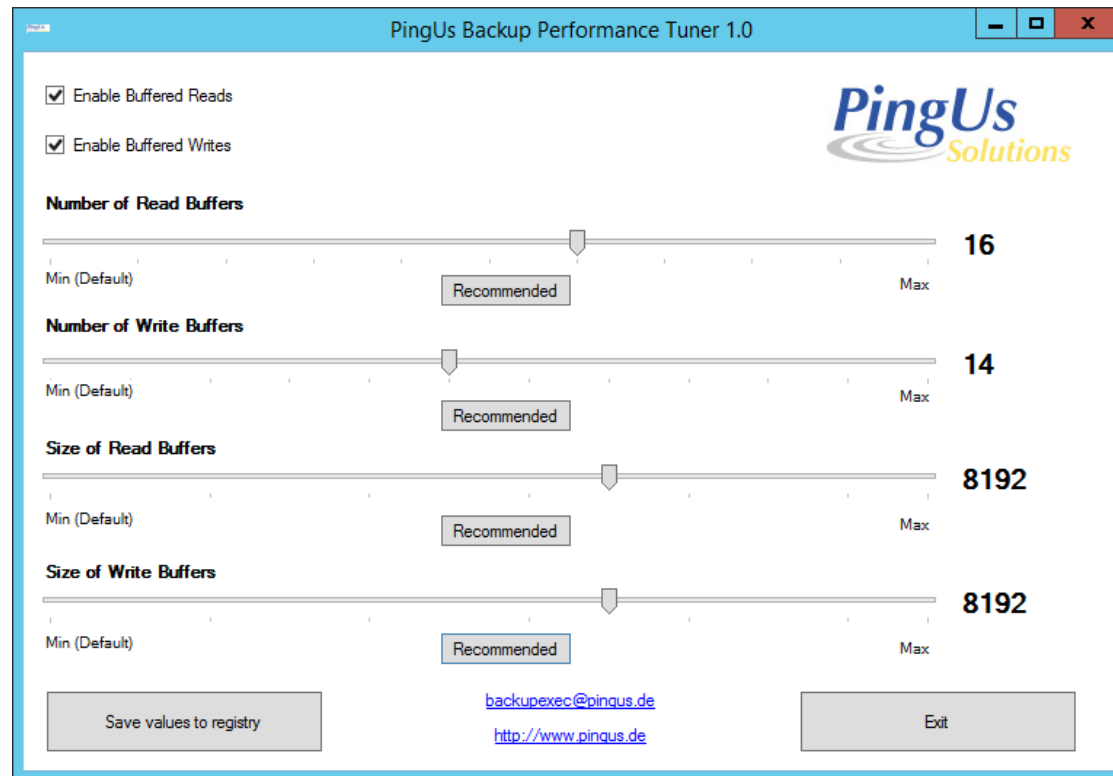 PingUs Backup Performance Tuner 1.0
Enable Buffered Reads
Enable Buffered Writes
PingUs
Solutions
Number of Read Buffers
16
Min (Default)
Recommended
Max
Number of Write Buffers
14
Min (Default)
Recommended
Max
Size of Read Buffers
8192
Min (Default)
Recommended
Max
Size of Write Buffers
8192
Min (Default)
Recommended
Max
Save values to registry
backupexec@pingus.de
http://www.pingus.de
Exit